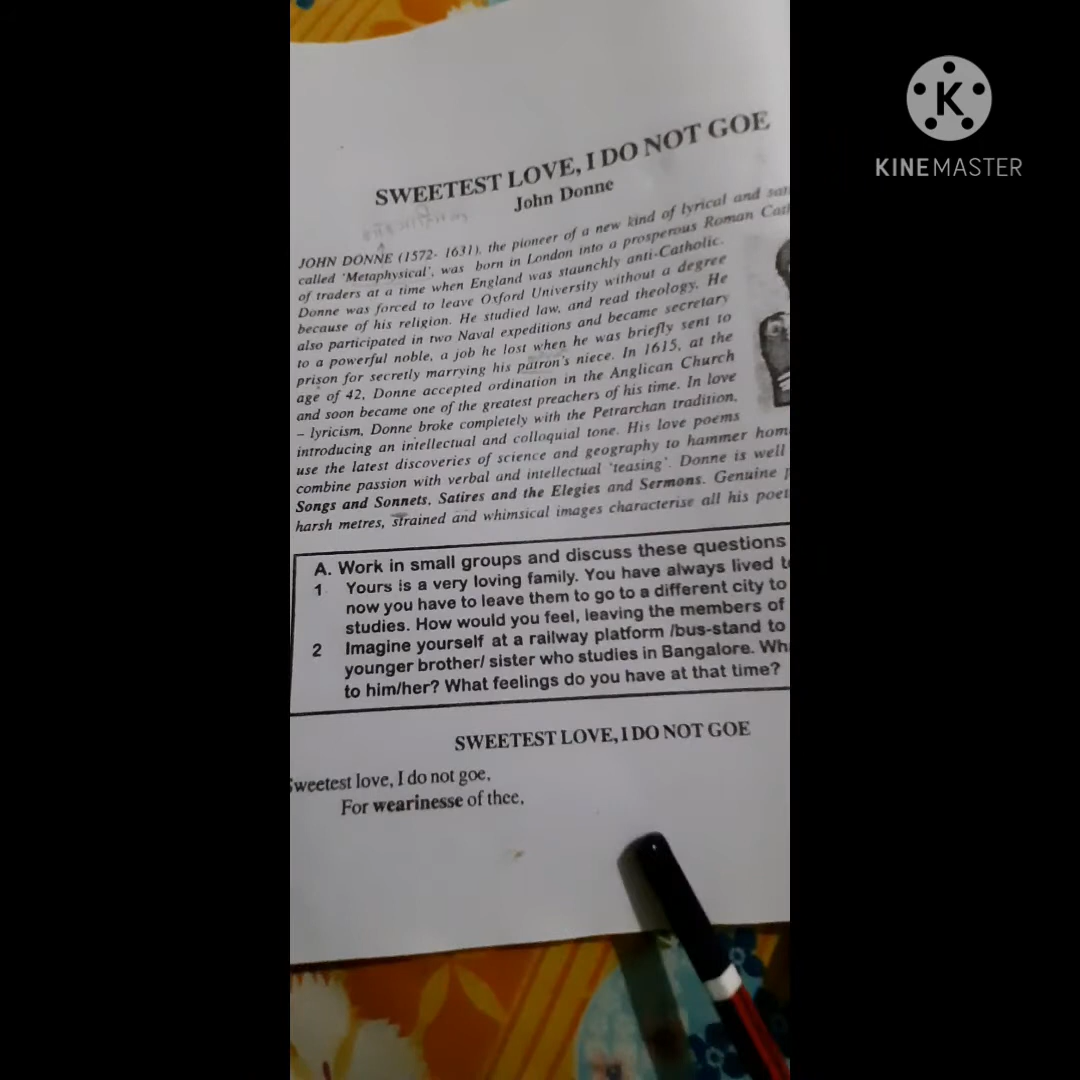 KINEMASTER
SWEETEST LOVE, I DO NOT GOE
John Donne
JOHN DONNE (1572- 1631), the pioneer of a new kind of lyrical and
called 'Metaphysical', was born in London into a prosperous Roman
of traders at a time when England was staunchly anti-Catholic.
Donne was forced to leave Oxford University without a degree
because of his religion. He studied law, and read theology. He
also participated in two Naval expeditions and became secretary
to a powerful noble, a job he lost when he was briefly sent to
prison for secretly marrying his patron's niece. In 1615, at the
age of 42, Donne accepted ordination in the Anglican Church
and soon became one of the greatest preachers of his time. In love
– lyricism, Donne broke completely with the Petrarchan tradition,
introducing an intellectual and colloquial tone. His love poems
use the latest discoveries of science and geography to hammer hom
combine passion with verbal and intellectual 'teasing'. Donne is well
Songs and Sonnets, Satires and the Elegies and Sermons. Genuine
harsh metres, strained and whimsical images characterise all his poet
A. Work in small groups and discuss these questions
1 Yours is a very loving family. You have always lived t
now you have to leave them to go to a different city to
studies. How would you feel, leaving the members of
2 Imagine yourself at a railway platform /bus-stand to
younger brother/ sister who studies in Bangalore. Wh
to him/her? What feelings do you have at that time?
SWEETEST LOVE, I DO NOT GOE
Sweetest love, I do not goe,
For wearinesse of thee,